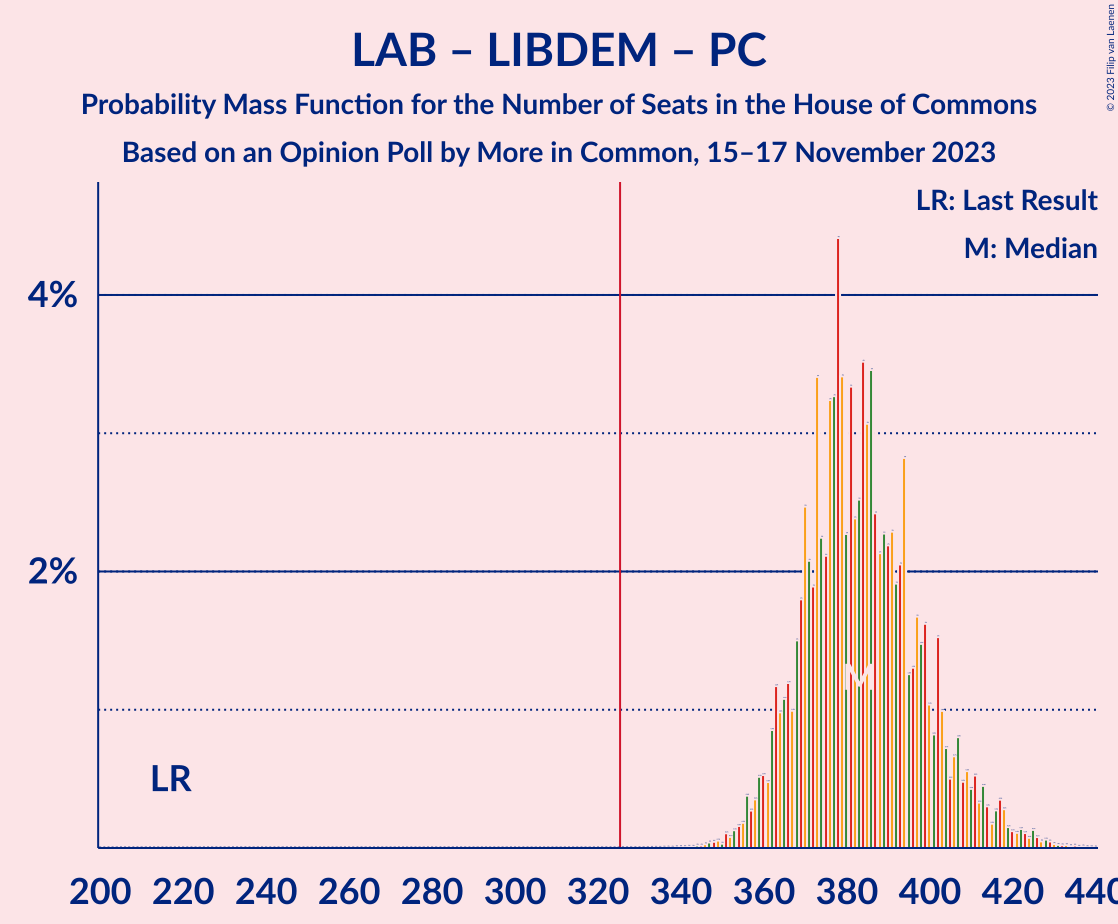 LAB – LIBDEM – PC
Probability Mass Function for the Number of Seats in the House of Commons
Based on an Opinion Poll by More in Common, 15–17 November 2023
© 2023 Filip van Laenen
LR: Last Result
M: Median
4%
2%
LR
M
200 220 240 260 280 300 320 340 360 380 400 420 440